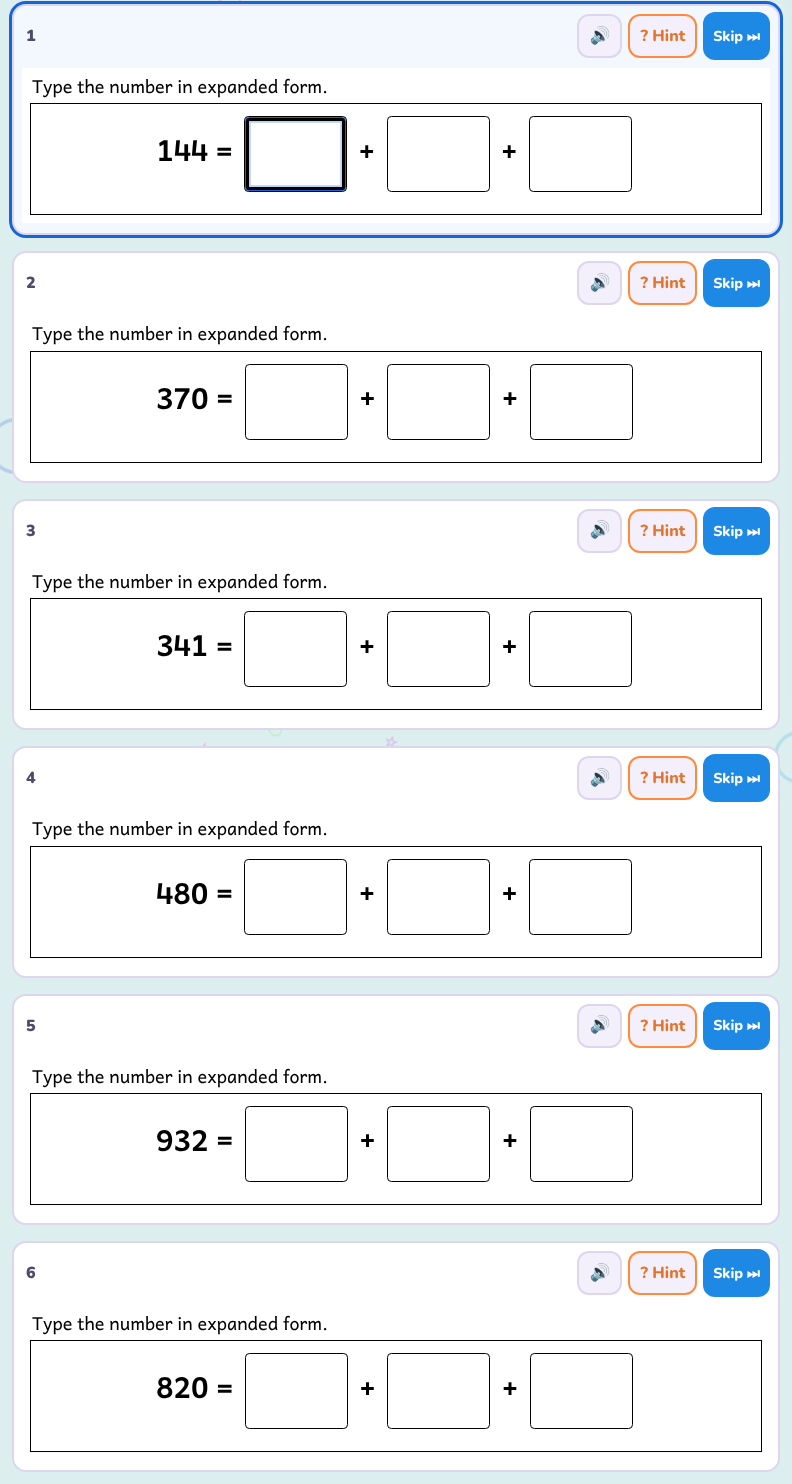 1 ? Hint Skip ⏭
Type the number in expanded form.
144 = + +
2 ? Hint Skip ⏭
Type the number in expanded form.
370 = + +
3 ? Hint Skip ⏭
Type the number in expanded form.
341 = + +
4 ? Hint Skip ⏭
Type the number in expanded form.
480 = + +
5 ? Hint Skip ⏭
Type the number in expanded form.
932 = + +
6 ? Hint Skip ⏭
Type the number in expanded form.
820 = + +